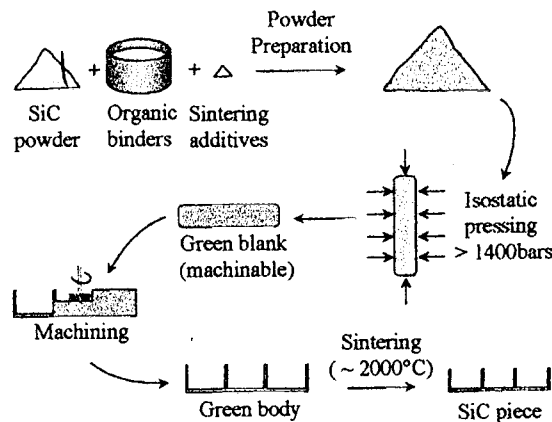 Powder
Preparation
+
+
SiC
powder
Organic
binders
Sintering
additives
Isostatic
pressing
> 1400bars
Green blank
(machinable)
Machining
Sintering
( ~ 2000°C)
Green body
SiC piece